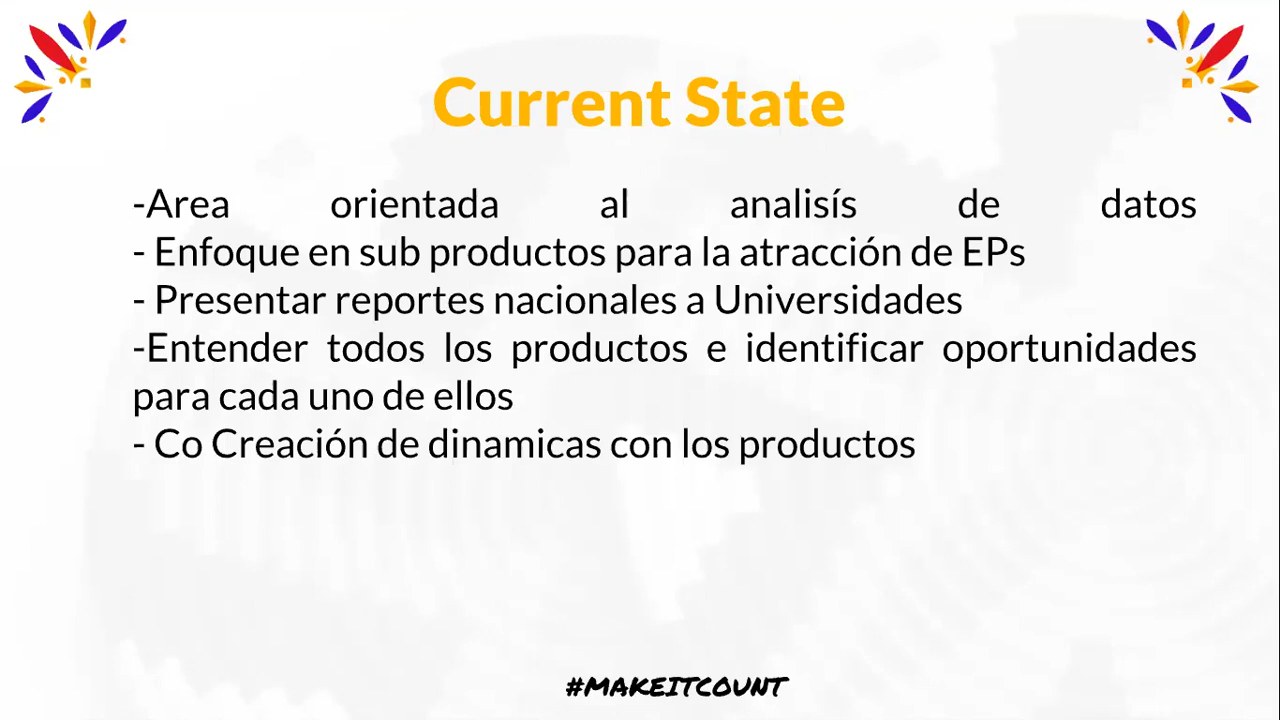 Current State
-Area orientada al analisís de datos
- Enfoque en sub productos para la atracción de EPs
- Presentar reportes nacionales a Universidades
-Entender todos los productos e identificar oportunidades
para cada uno de ellos
- Co Creación de dinamicas con los productos
#MAKEITCOUNT